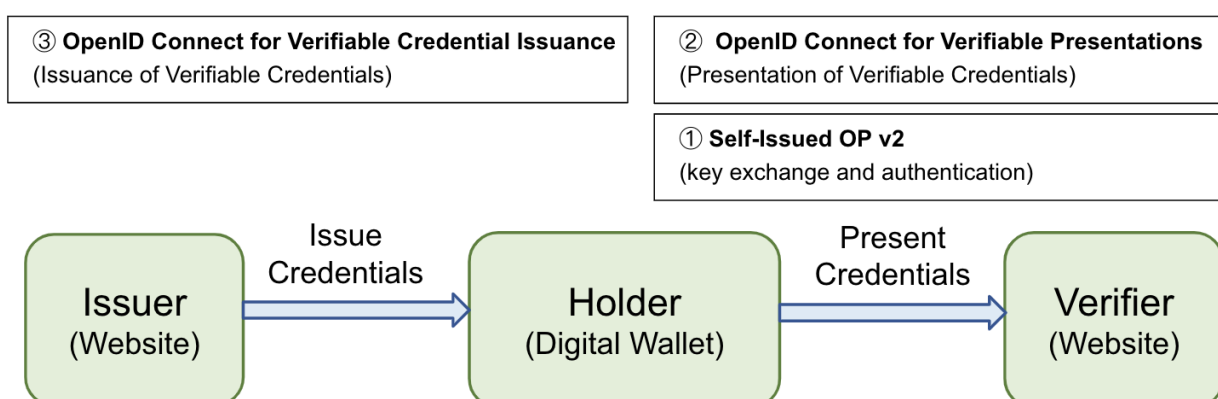 ③ OpenID Connect for Verifiable Credential Issuance
(Issuance of Verifiable Credentials)
② OpenID Connect for Verifiable Presentations
(Presentation of Verifiable Credentials)
① Self-Issued OP v2
(key exchange and authentication)
Issuer
(Website)
Issue
Credentials
Holder
(Digital Wallet)
Present
Credentials
Verifier
(Website)